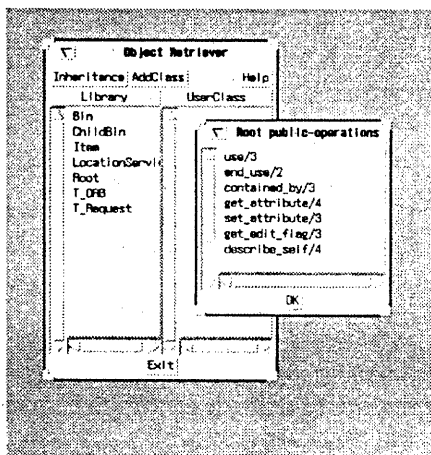 Object Retriever
Inheritance AddClass Help
Library UserClass
Bin
ChildBin
Item
LocationServic
Root
T_ORB
T_Request
Exit
Root public-operations
use/3
end_use/2
contained_by/3
get_attribute/4
set_attribute/3
get_edit_flag/3
describe_self/4
OK